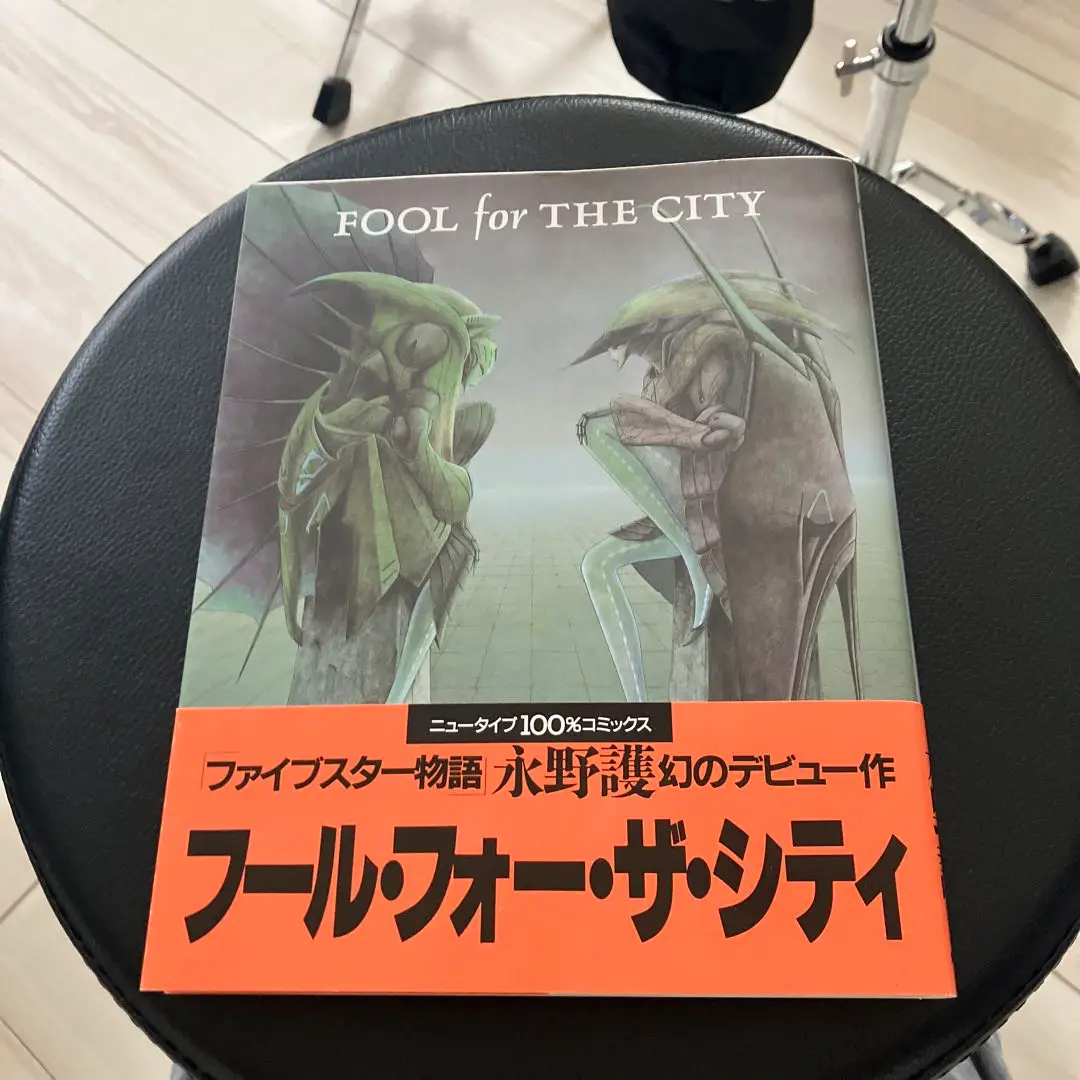 FOOL for THE CITY
ニュータイプ100%コミックス
「ファイブスター物語」永野護幻のデビュー作
フール・フォー・ザ・シティ